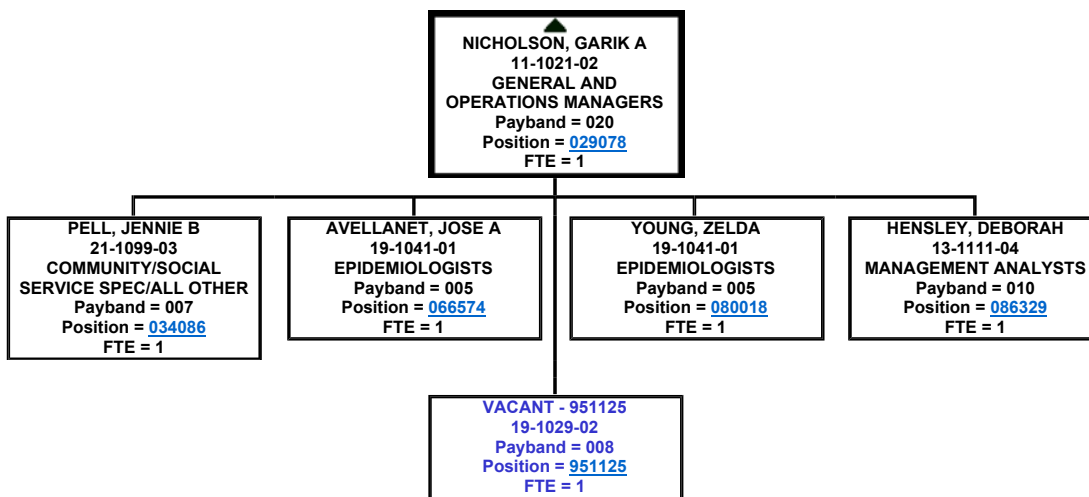 NICHOLSON, GARIK A
11-1021-02
GENERAL AND
OPERATIONS MANAGERS
Payband = 020
Position = 029078
FTE = 1
PELL, JENNIE B
21-1099-03
COMMUNITY/SOCIAL
SERVICE SPEC/ALL OTHER
Payband = 007
Position = 034086
FTE = 1
AVELLANET, JOSE A
19-1041-01
EPIDEMIOLOGISTS
Payband = 005
Position = 066574
FTE = 1
YOUNG, ZELDA
19-1041-01
EPIDEMIOLOGISTS
Payband = 005
Position = 080018
FTE = 1
HENSLEY, DEBORAH
13-1111-04
MANAGEMENT ANALYSTS
Payband = 010
Position = 086329
FTE = 1
VACANT - 951125
19-1029-02
Payband = 008
Position = 951125
FTE = 1